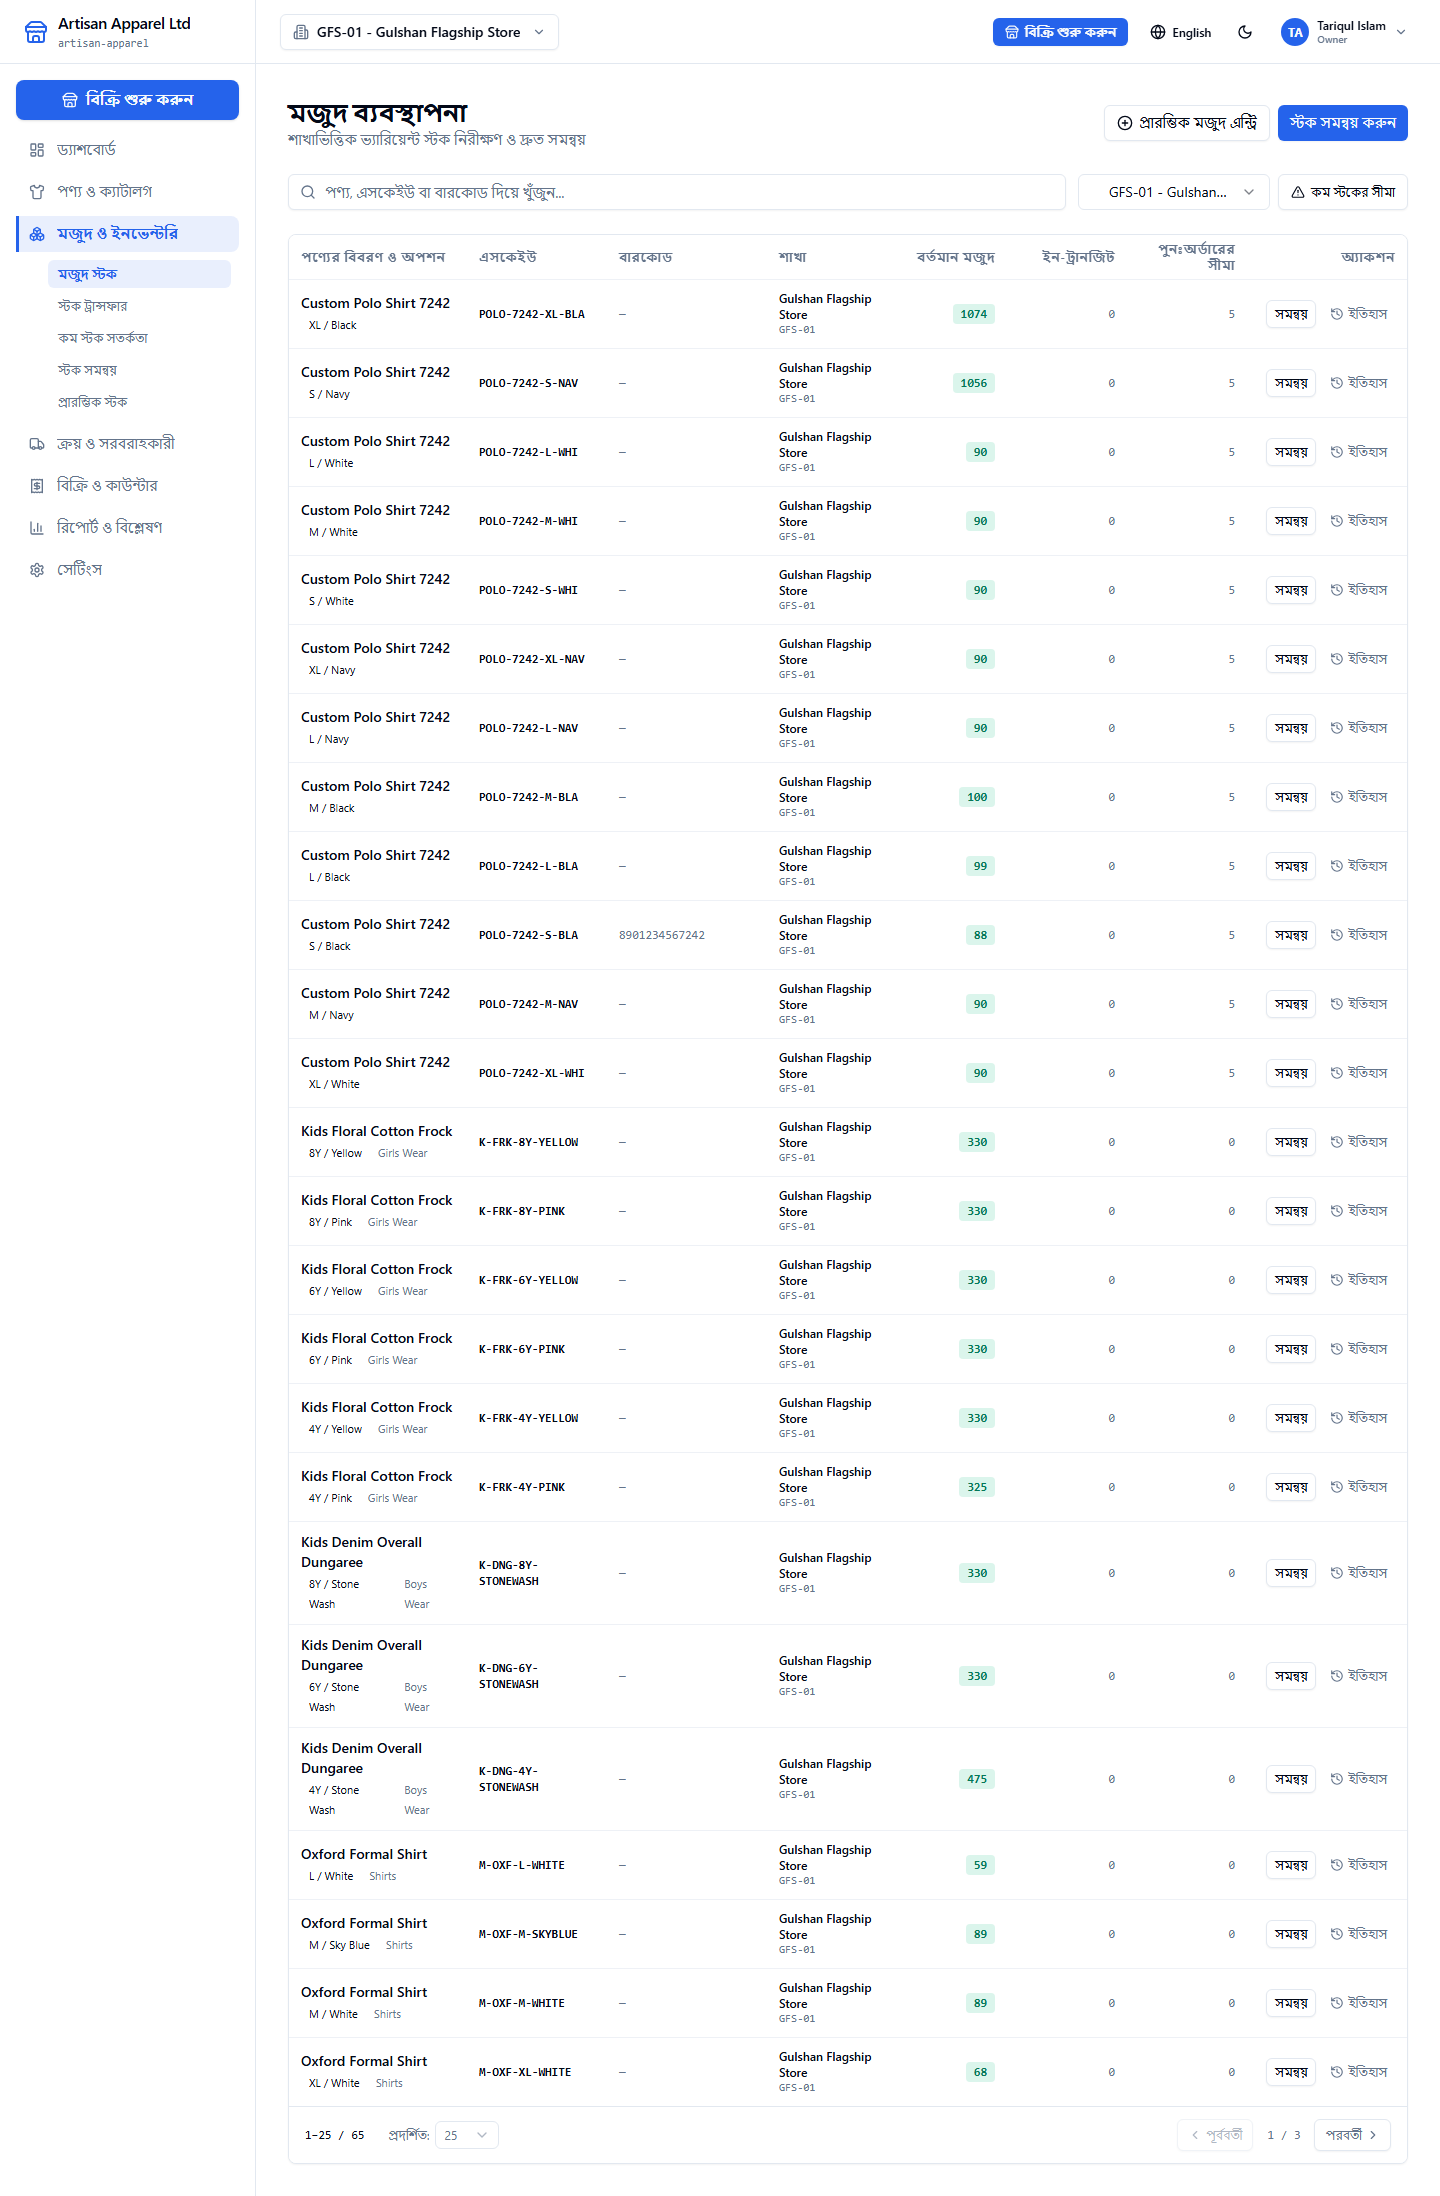 Artisan Apparel Ltd
artisan-apparel
GFS-01 - Gulshan Flagship Store
বিক্রি শুরু করুন
English
TA
Tariqul Islam
Owner
বিক্রি শুরু করুন
ড্যাশবোর্ড
পণ্য ও ক্যাটালগ
মজুদ ও ইনভেন্টরি
মজুদ স্টক
স্টক ট্রান্সফার
কম স্টক সতর্কতা
স্টক সমন্বয়
প্রারম্ভিক স্টক
ক্রয় ও সরবরাহকারী
বিক্রি ও কাউন্টার
রিপোর্ট ও বিশ্লেষণ
সেটিংস
মজুদ ব্যবস্থাপনা
শাখাভিত্তিক ভ্যারিয়েন্ট স্টক নিরীক্ষণ ও দ্রুত সমন্বয়
প্রারম্ভিক মজুদ এন্ট্রি
স্টক সমন্বয় করুন
পণ্য, এসকেইউ বা বারকোড দিয়ে খুঁজুন...
GFS-01 - Gulshan...
কম স্টকের সীমা
পণ্যের বিবরণ ও অপশন এসকেইউ বারকোড শাখা বর্তমান মজুদ ইন-ট্রানজিট পুনঃঅর্ডারের সীমা অ্যাকশন
Custom Polo Shirt 7242 XL / Black POLO-7242-XL-BLA — Gulshan Flagship Store GFS-01 1074 0 5 সমন্বয় ইতিহাস
Custom Polo Shirt 7242 S / Navy POLO-7242-S-NAV — Gulshan Flagship Store GFS-01 1056 0 5 সমন্বয় ইতিহাস
Custom Polo Shirt 7242 L / White POLO-7242-L-WHI — Gulshan Flagship Store GFS-01 90 0 5 সমন্বয় ইতিহাস
Custom Polo Shirt 7242 M / White POLO-7242-M-WHI — Gulshan Flagship Store GFS-01 90 0 5 সমন্বয় ইতিহাস
Custom Polo Shirt 7242 S / White POLO-7242-S-WHI — Gulshan Flagship Store GFS-01 90 0 5 সমন্বয় ইতিহাস
Custom Polo Shirt 7242 XL / Navy POLO-7242-XL-NAV — Gulshan Flagship Store GFS-01 90 0 5 সমন্বয় ইতিহাস
Custom Polo Shirt 7242 L / Navy POLO-7242-L-NAV — Gulshan Flagship Store GFS-01 90 0 5 সমন্বয় ইতিহাস
Custom Polo Shirt 7242 M / Black POLO-7242-M-BLA — Gulshan Flagship Store GFS-01 100 0 5 সমন্বয় ইতিহাস
Custom Polo Shirt 7242 L / Black POLO-7242-L-BLA — Gulshan Flagship Store GFS-01 99 0 5 সমন্বয় ইতিহাস
Custom Polo Shirt 7242 S / Black POLO-7242-S-BLA 8901234567242 Gulshan Flagship Store GFS-01 88 0 5 সমন্বয় ইতিহাস
Custom Polo Shirt 7242 M / Navy POLO-7242-M-NAV — Gulshan Flagship Store GFS-01 90 0 5 সমন্বয় ইতিহাস
Custom Polo Shirt 7242 XL / White POLO-7242-XL-WHI — Gulshan Flagship Store GFS-01 90 0 5 সমন্বয় ইতিহাস
Kids Floral Cotton Frock 8Y / Yellow Girls Wear K-FRK-8Y-YELLOW — Gulshan Flagship Store GFS-01 330 0 0 সমন্বয় ইতিহাস
Kids Floral Cotton Frock 8Y / Pink Girls Wear K-FRK-8Y-PINK — Gulshan Flagship Store GFS-01 330 0 0 সমন্বয় ইতিহাস
Kids Floral Cotton Frock 6Y / Yellow Girls Wear K-FRK-6Y-YELLOW — Gulshan Flagship Store GFS-01 330 0 0 সমন্বয় ইতিহাস
Kids Floral Cotton Frock 6Y / Pink Girls Wear K-FRK-6Y-PINK — Gulshan Flagship Store GFS-01 330 0 0 সমন্বয় ইতিহাস
Kids Floral Cotton Frock 4Y / Yellow Girls Wear K-FRK-4Y-YELLOW — Gulshan Flagship Store GFS-01 330 0 0 সমন্বয় ইতিহাস
Kids Floral Cotton Frock 4Y / Pink Girls Wear K-FRK-4Y-PINK — Gulshan Flagship Store GFS-01 325 0 0 সমন্বয় ইতিহাস
Kids Denim Overall Dungaree 8Y / Stone Wash Boys Wear K-DNG-8Y-STONEWASH — Gulshan Flagship Store GFS-01 330 0 0 সমন্বয় ইতিহাস
Kids Denim Overall Dungaree 6Y / Stone Wash Boys Wear K-DNG-6Y-STONEWASH — Gulshan Flagship Store GFS-01 330 0 0 সমন্বয় ইতিহাস
Kids Denim Overall Dungaree 4Y / Stone Wash Boys Wear K-DNG-4Y-STONEWASH — Gulshan Flagship Store GFS-01 475 0 0 সমন্বয় ইতিহাস
Oxford Formal Shirt L / White Shirts M-OXF-L-WHITE — Gulshan Flagship Store GFS-01 59 0 0 সমন্বয় ইতিহাস
Oxford Formal Shirt M / Sky Blue Shirts M-OXF-M-SKYBLUE — Gulshan Flagship Store GFS-01 89 0 0 সমন্বয় ইতিহাস
Oxford Formal Shirt M / White Shirts M-OXF-M-WHITE — Gulshan Flagship Store GFS-01 89 0 0 সমন্বয় ইতিহাস
Oxford Formal Shirt XL / White Shirts M-OXF-XL-WHITE — Gulshan Flagship Store GFS-01 68 0 0 সমন্বয় ইতিহাস
1–25 / 65 প্রদর্শিত: 25 পূর্ববর্তী 1 / 3 পরবর্তী